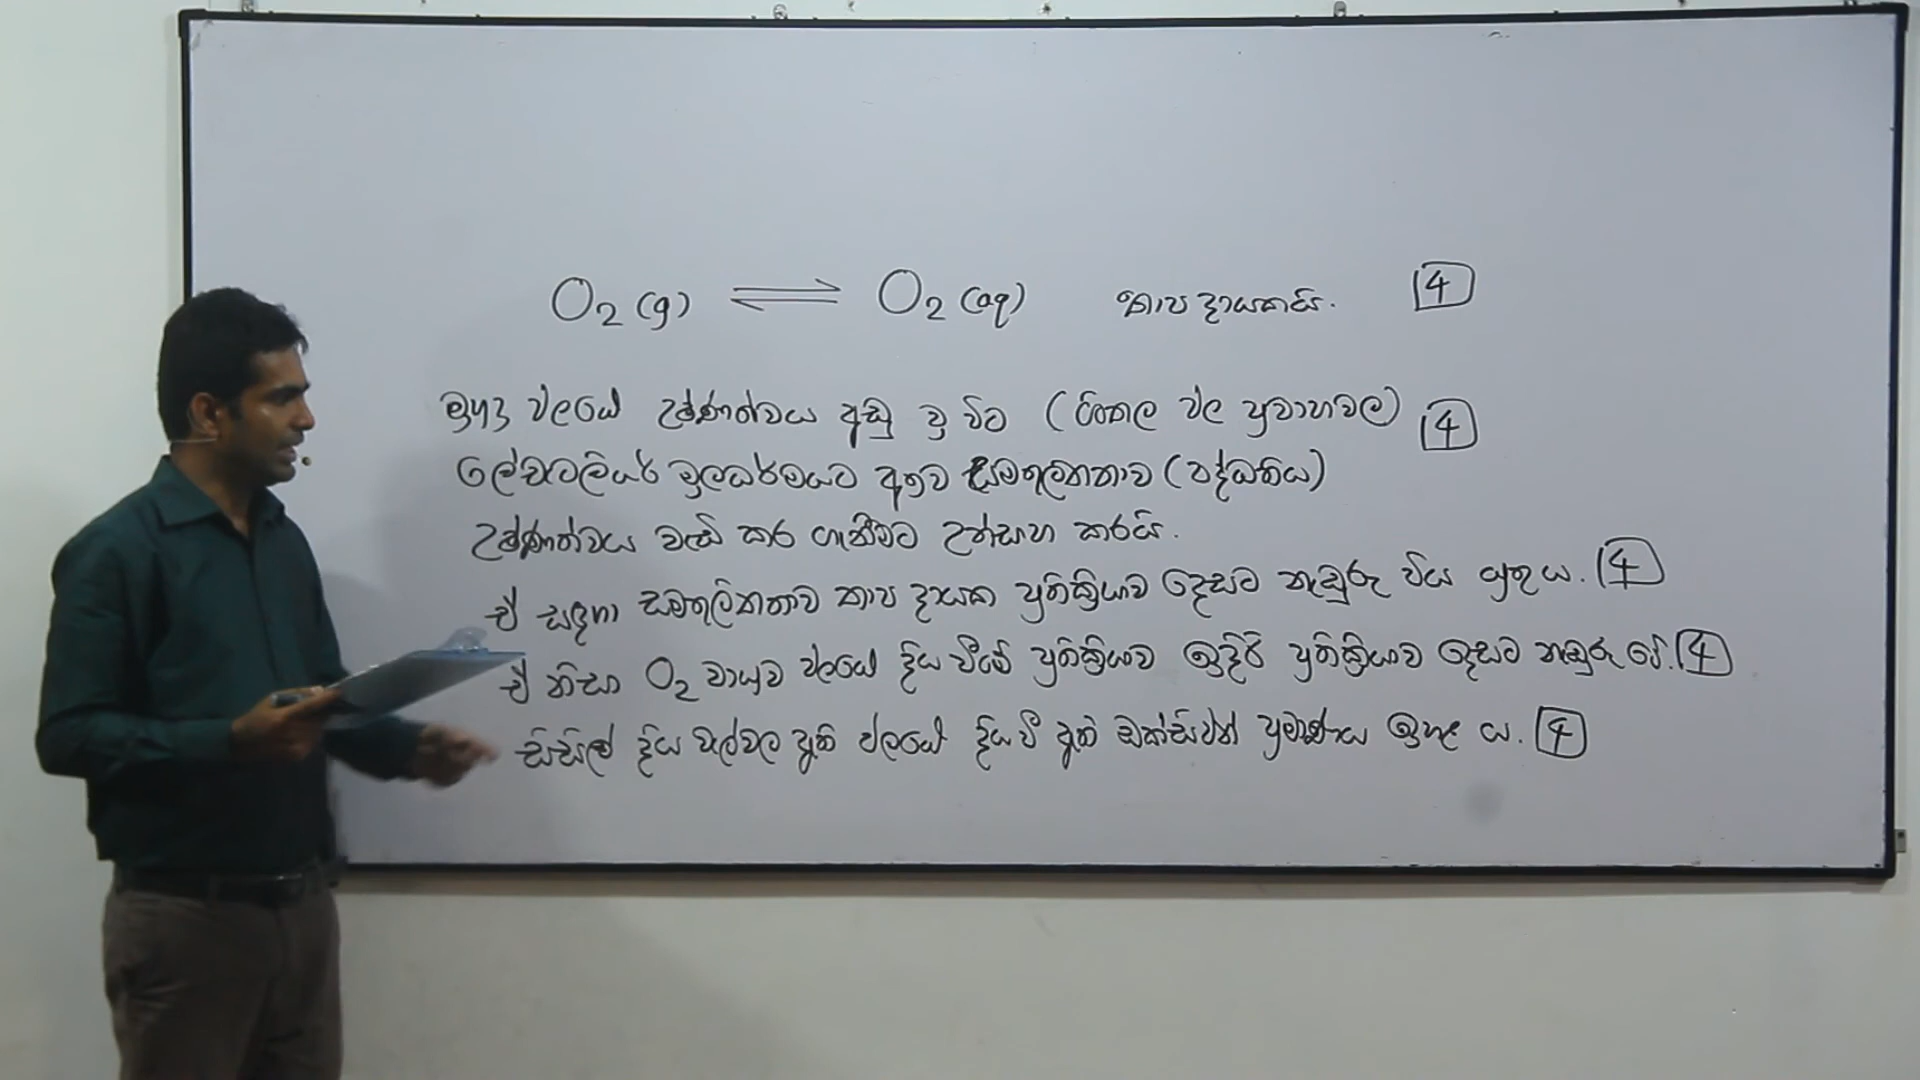 O₂ (g) ⇌ O₂ (aq) තාප දායකයි. 4
මුහුදු ජලයේ උෂ්ණත්වය අඩු වූ විට (සීතල ජල ප්‍රවාහවල) 4
ලේචැටලියර් මූලධර්මයට අනුව සමතුලිතතාව (පද්ධතිය)
උෂ්ණත්වය වැඩි කර ගැනීමට උත්සාහ කරයි.
ඒ සඳහා සමතුලිතතාව තාප දායක ප්‍රතික්‍රියාව දෙසට නැඹුරු විය යුතුය. 4
ඒ නිසා O₂ වායුව ජලයේ දිය වීමේ ප්‍රතික්‍රියාව ඉදිරි ප්‍රතික්‍රියාව දෙසට නැඹුරු වේ. 4
සිසිල් දිය වැල්වල ඇති ජලයේ දිය වී ඇති ඔක්සිජන් ප්‍රමාණය ඉහළ ය. 4